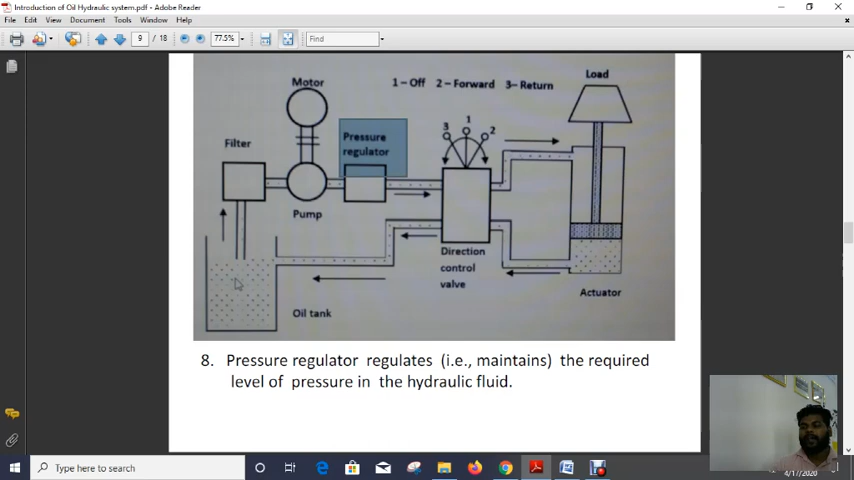 Introduction of Oil Hydraulic system.pdf - Adobe Reader
File Edit View Document Tools Window Help
9 / 18 77.5% Find
Motor
1 – Off 2 – Forward 3– Return
Load
Filter
Pressure
regulator
3 1 2
Pump
Direction
control
valve
Actuator
Oil tank
8. Pressure regulator regulates (i.e., maintains) the required
level of pressure in the hydraulic fluid.
Type here to search
4/17/2020